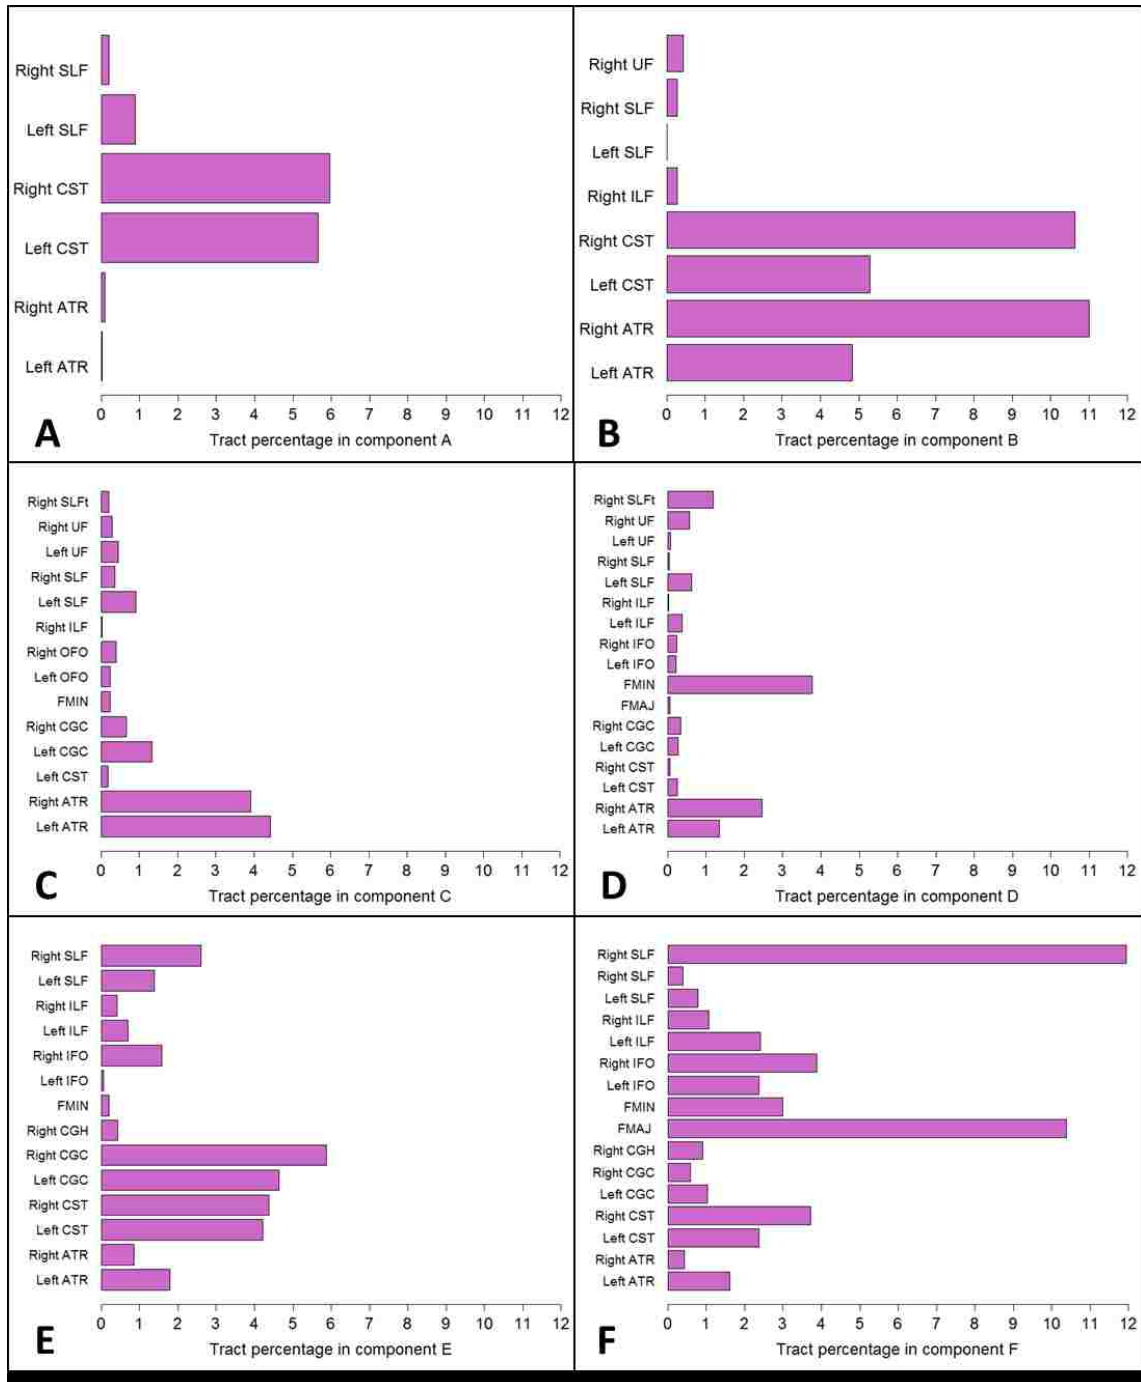 Right SLF
Left SLF
Right CST
Left CST
Right ATR
Left ATR
0 1 2 3 4 5 6 7 8 9 10 11 12
A
Tract percentage in component A
Right UF
Right SLF
Left SLF
Right ILF
Right CST
Left CST
Right ATR
Left ATR
0 1 2 3 4 5 6 7 8 9 10 11 12
B
Tract percentage in component B
Right SLFt
Right UF
Left UF
Right SLF
Left SLF
Right ILF
Right OFO
Left OFO
FMIN
Right CGC
Left CGC
Left CST
Right ATR
Left ATR
0 1 2 3 4 5 6 7 8 9 10 11 12
C
Tract percentage in component C
Right SLFt
Right UF
Left UF
Right SLF
Left SLF
Right ILF
Left ILF
Right IFO
Left IFO
FMIN
FMAJ
Right CGC
Left CGC
Right CST
Left CST
Right ATR
Left ATR
0 1 2 3 4 5 6 7 8 9 10 11 12
D
Tract percentage in component D
Right SLF
Left SLF
Right ILF
Left ILF
Right IFO
Left IFO
FMIN
Right CGH
Right CGC
Left CGC
Right CST
Left CST
Right ATR
Left ATR
0 1 2 3 4 5 6 7 8 9 10 11 12
E
Tract percentage in component E
Right SLF
Right SLF
Left SLF
Right ILF
Left ILF
Right IFO
Left IFO
FMIN
FMAJ
Right CGH
Right CGC
Left CGC
Right CST
Left CST
Right ATR
Left ATR
0 1 2 3 4 5 6 7 8 9 10 11 12
F
Tract percentage in component F